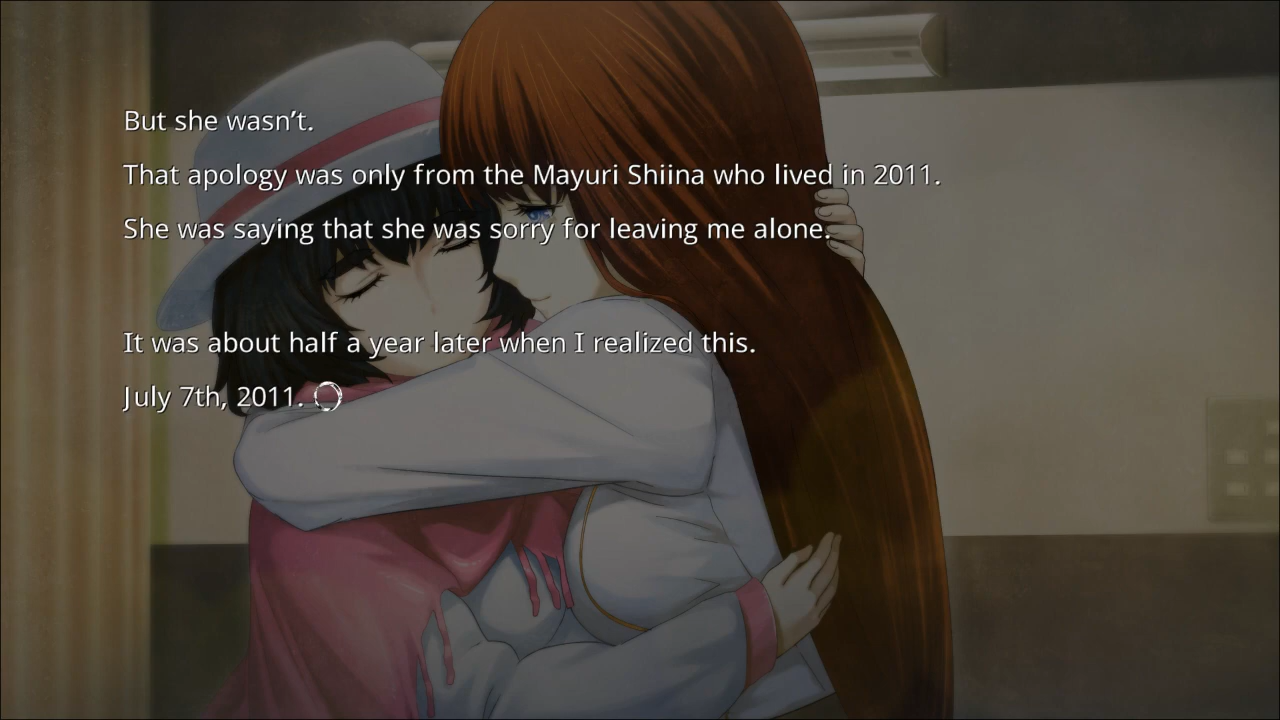 But she wasn’t.
That apology was only from the Mayuri Shiina who lived in 2011.
She was saying that she was sorry for leaving me alone.
It was about half a year later when I realized this.
July 7th, 2011.